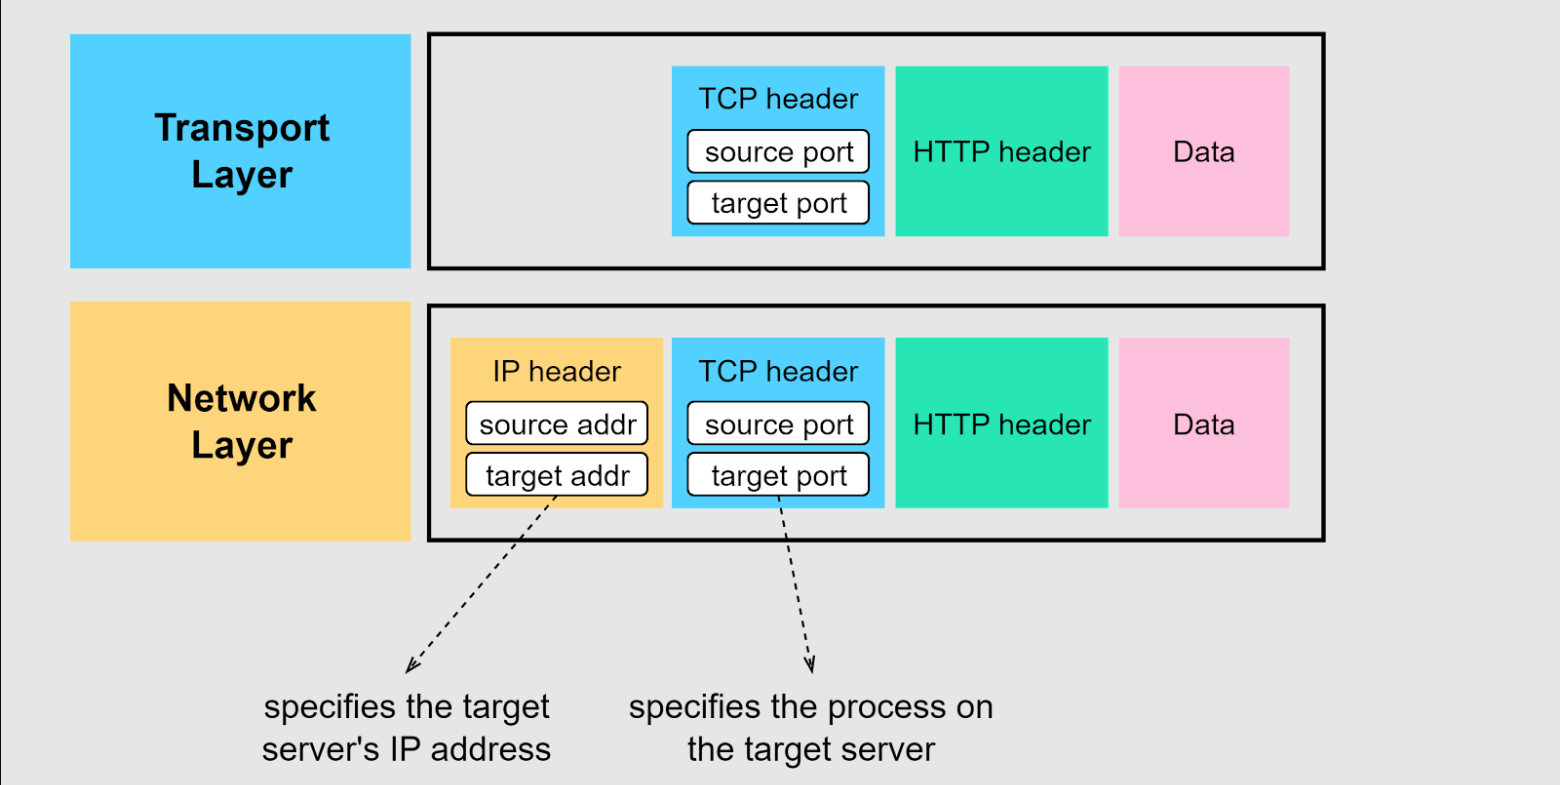 Transport
Layer
TCP header
source port
target port
HTTP header
Data
Network
Layer
IP header
source addr
target addr
TCP header
source port
target port
HTTP header
Data
specifies the target
server's IP address
specifies the process on
the target server